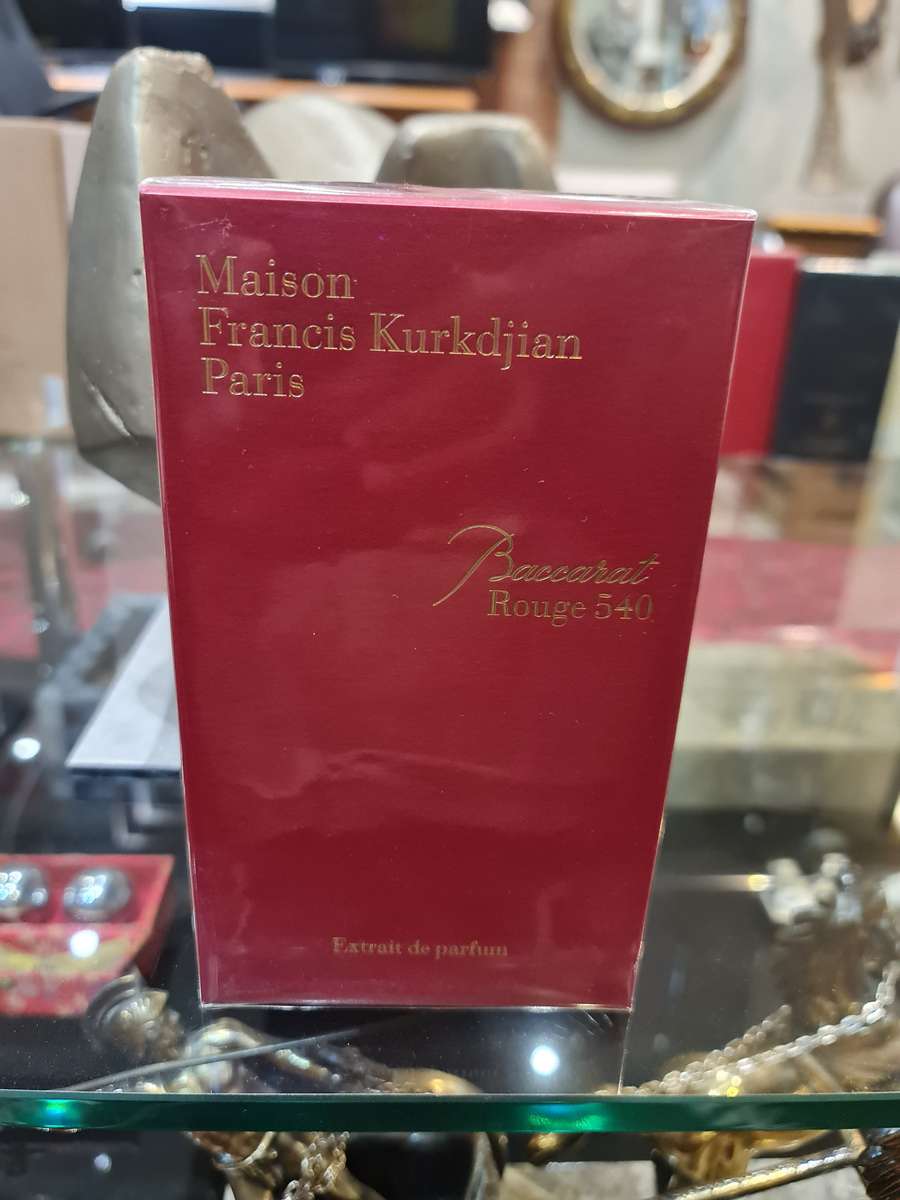 Maison
Francis Kurkdjian
Paris
Baccarat
Rouge 540
Extrait de parfum